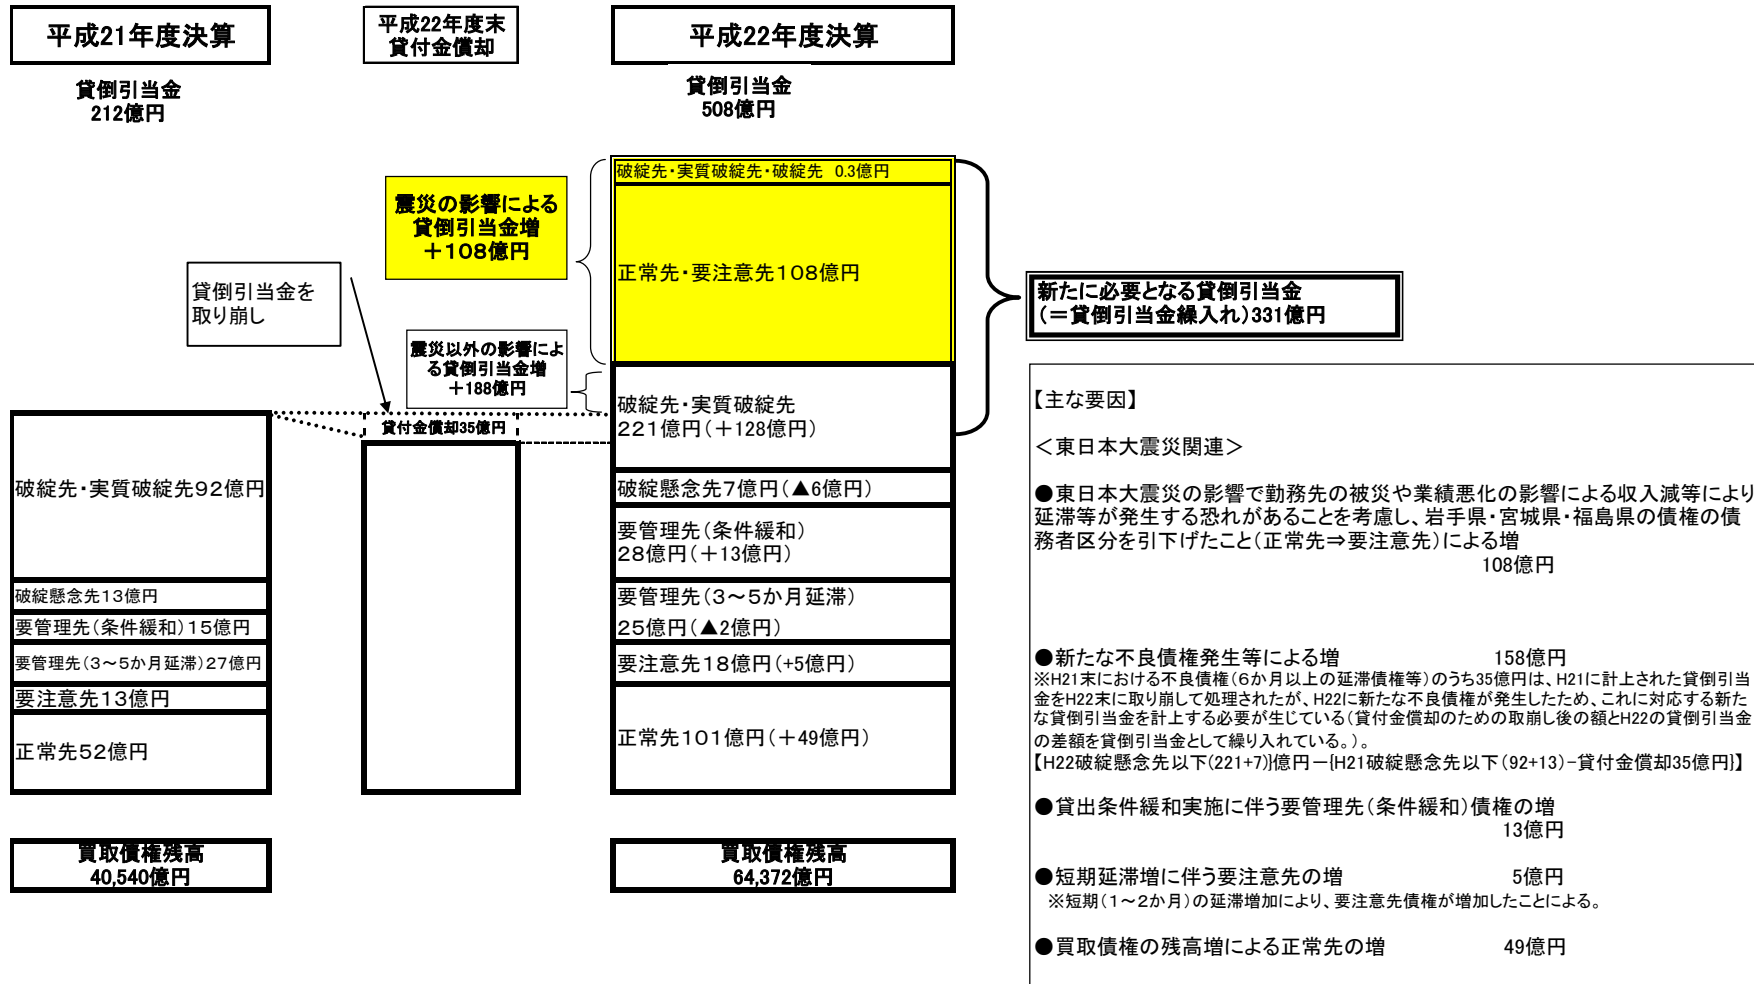 平成21年度決算
平成22年度末
貸付金償却
平成22年度決算
貸倒引当金
212億円
貸倒引当金
508億円
破綻先・実質破綻先・破綻先 0.3億円
震災の影響による
貸倒引当金増
＋108億円
正常先・要注意先108億円
貸倒引当金を
取り崩し
新たに必要となる貸倒引当金
（＝貸倒引当金繰入れ）331億円
震災以外の影響によ
る貸倒引当金増
＋188億円
破綻先・実質破綻先
221億円（＋128億円）
貸付金償却35億円
破綻先・実質破綻先92億円
破綻懸念先7億円（▲6億円）
要管理先（条件緩和）
28億円（＋13億円）
破綻懸念先13億円
要管理先（3～5か月延滞）
25億円（▲2億円）
要管理先（条件緩和）15億円
要管理先（3～5か月延滞）27億円
要注意先18億円（+5億円）
要注意先13億円
正常先52億円
正常先101億円（＋49億円）
買取債権残高
40,540億円
買取債権残高
64,372億円
【主な要因】
＜東日本大震災関連＞
●東日本大震災の影響で勤務先の被災や業績悪化の影響による収入減等により
延滞等が発生する恐れがあることを考慮し、岩手県・宮城県・福島県の債権の債
務者区分を引下げたこと（正常先⇒要注意先）による増
108億円
●新たな不良債権発生等による増 158億円
※H21末における不良債権（6か月以上の延滞債権等）のうち35億円は、H21に計上された貸倒引当
金をH22末に取り崩して処理されたが、H22に新たな不良債権が発生したため、これに対応する新た
な貸倒引当金を計上する必要が生じている（貸付金償却のための取崩し後の額とH22の貸倒引当金
の差額を貸倒引当金として繰り入れている。）。
【H22破綻懸念先以下(221+7)}億円－{H21破綻懸念先以下（92+13）-貸付金償却35億円}】
●貸出条件緩和実施に伴う要管理先（条件緩和）債権の増
13億円
●短期延滞増に伴う要注意先の増 5億円
※短期（1～2か月）の延滞増加により、要注意先債権が増加したことによる。
●買取債権の残高増による正常先の増 49億円